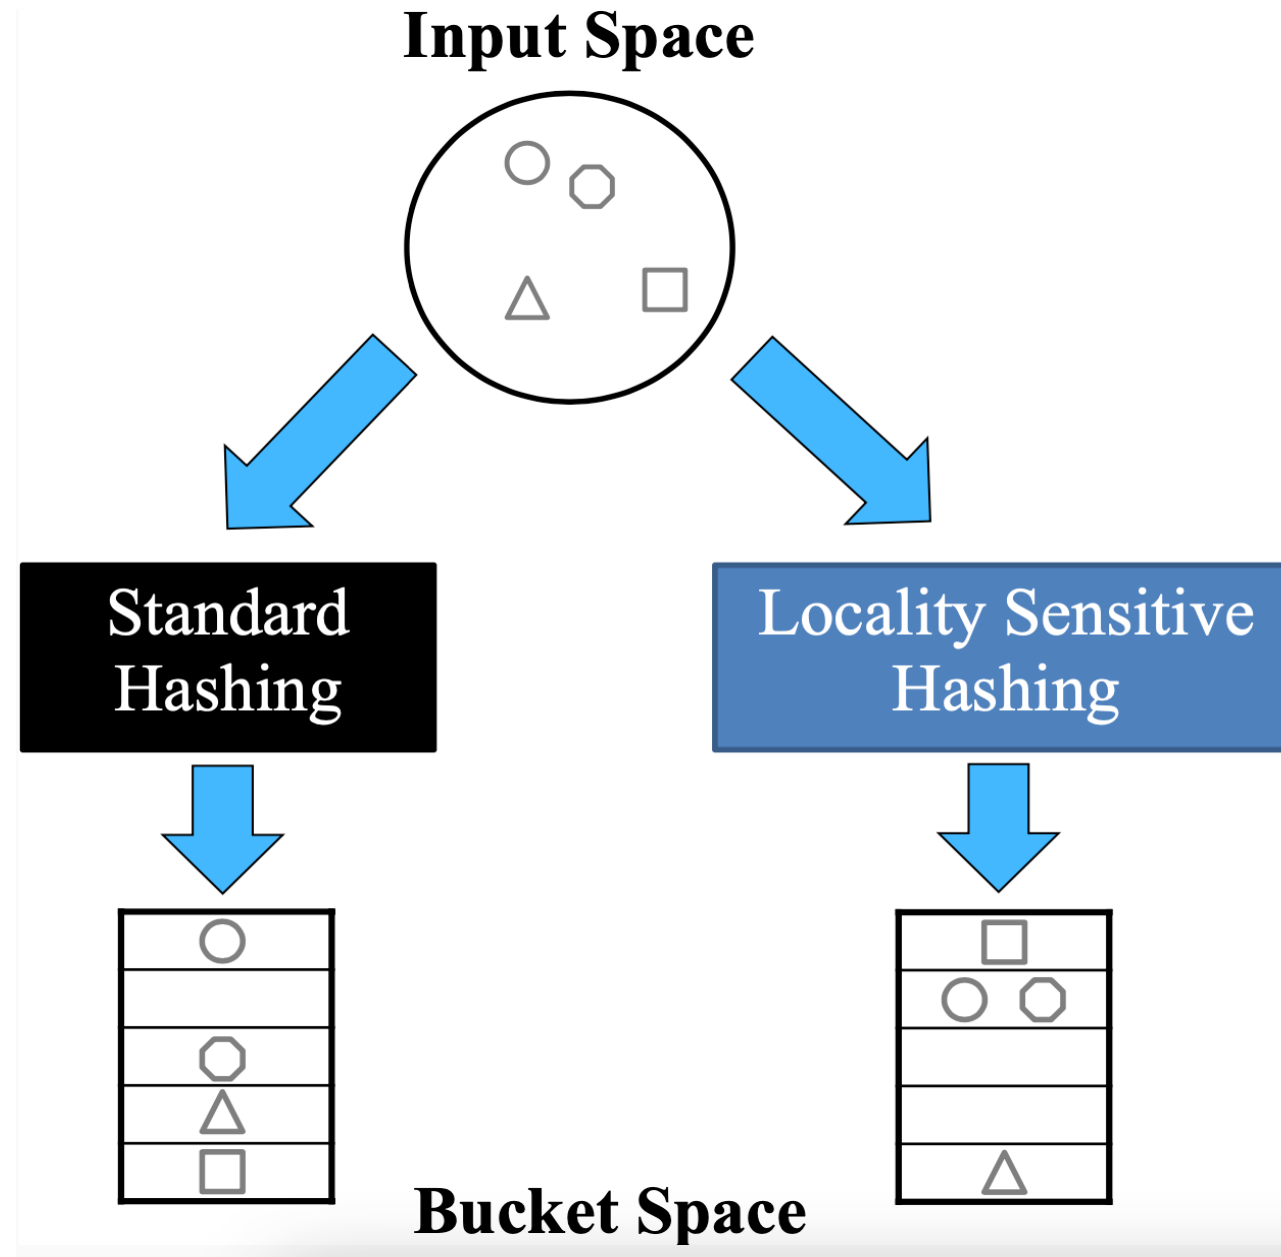 Input Space
Standard
Hashing
Locality Sensitive
Hashing
Bucket Space